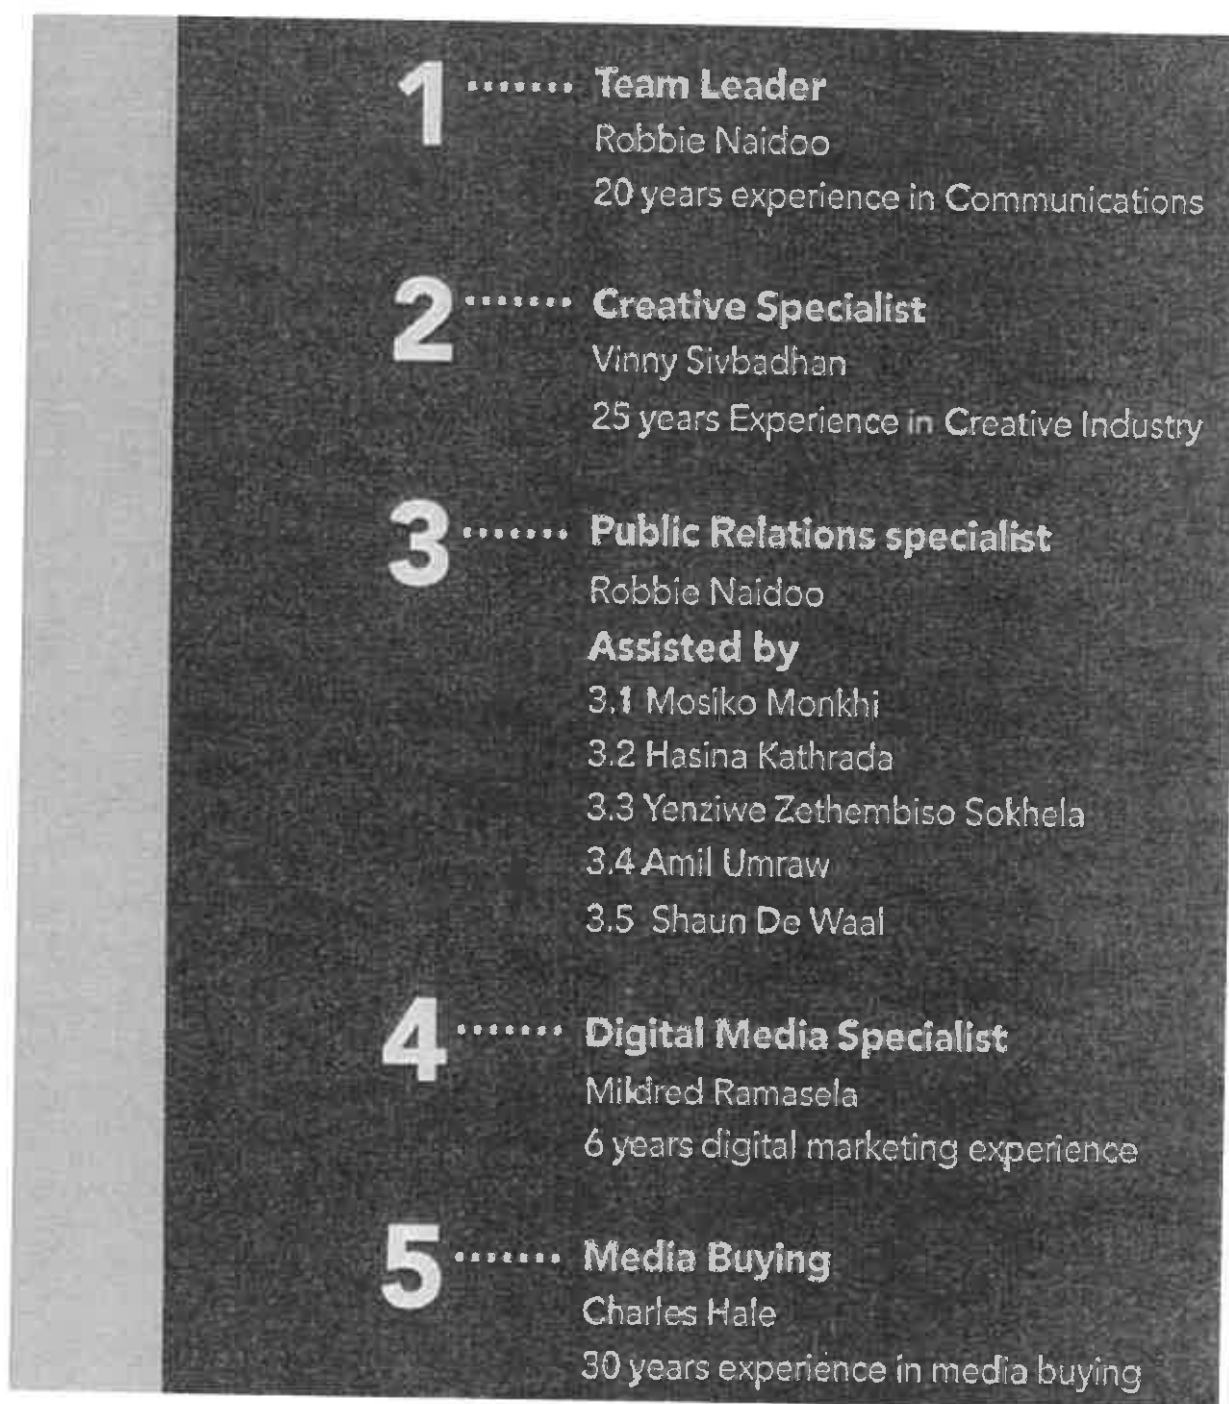 1 ....... Team Leader
Robbie Naidoo
20 years experience in Communications
2 ....... Creative Specialist
Vinny Sivbadhan
25 years Experience in Creative Industry
3 ....... Public Relations specialist
Robbie Naidoo
Assisted by
3.1 Mosiko Monkhi
3.2 Hasina Kathrada
3.3 Yenziwe Zethembiso Sokhela
3.4 Amil Umraw
3.5 Shaun De Waal
4 ....... Digital Media Specialist
Mildred Ramasela
6 years digital marketing experience
5 ....... Media Buying
Charles Hale
30 years experience in media buying